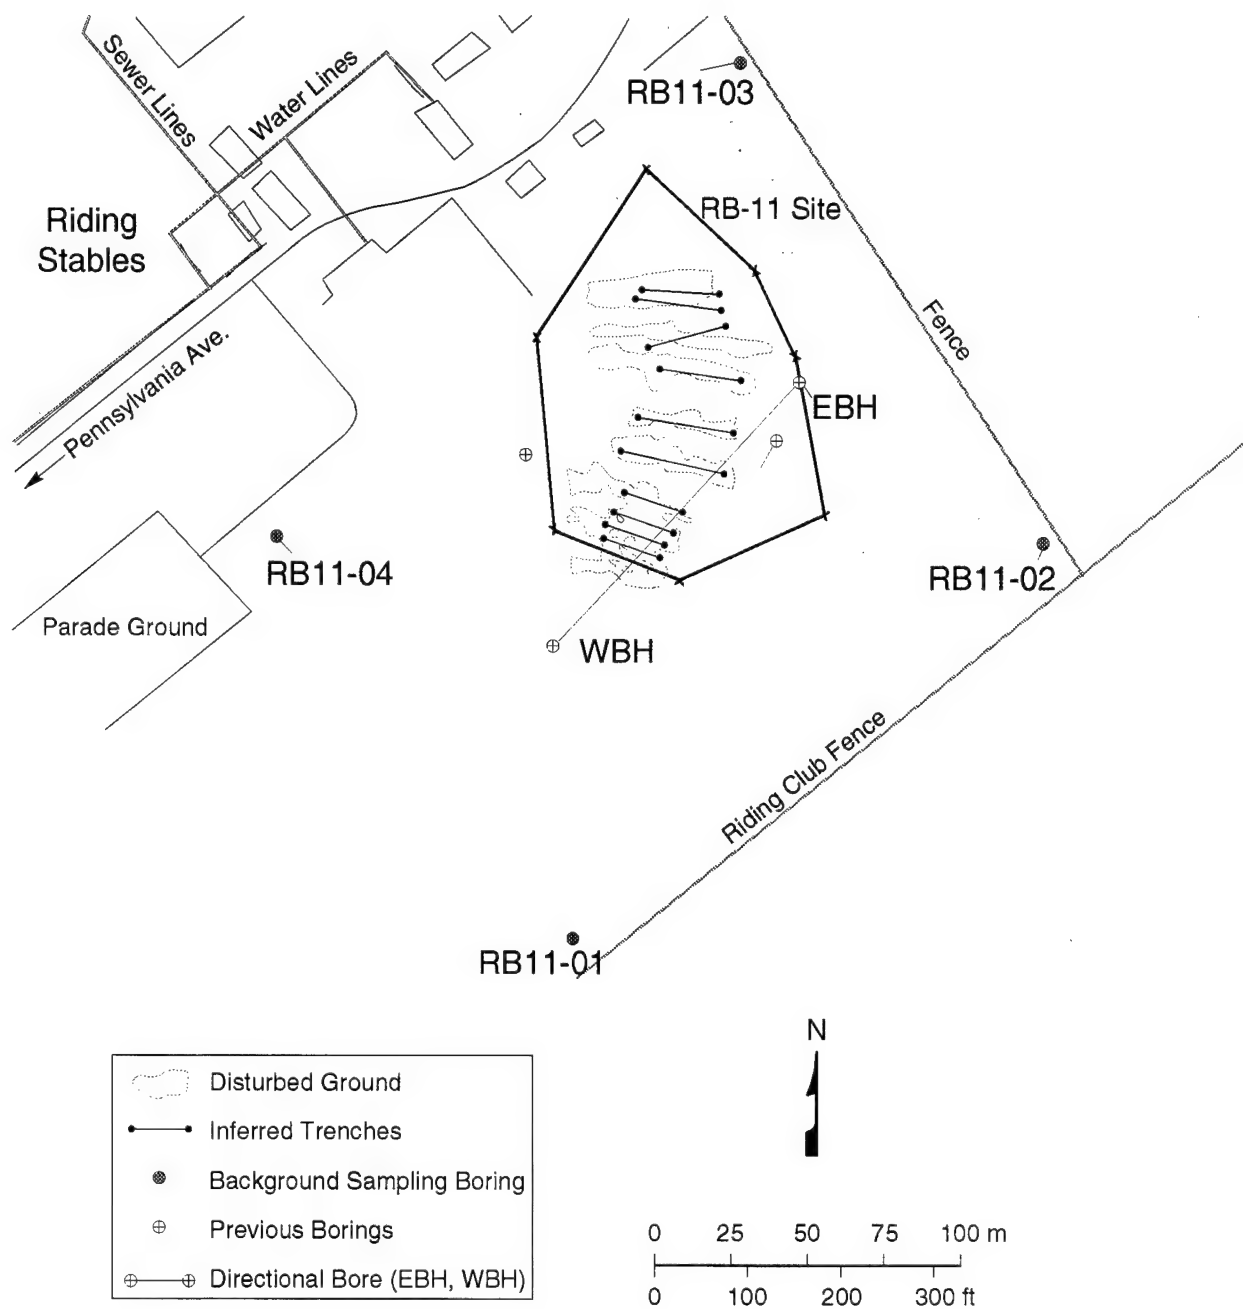 Sewer Lines
Water Lines
RB11-03
RB-11 Site
Riding
Stables
Fence
Pennsylvania Ave.
EBH
RB11-04
RB11-02
Parade Ground
WBH
Riding Club Fence
RB11-01
N
Disturbed Ground
Inferred Trenches
Background Sampling Boring
Previous Borings
Directional Bore (EBH, WBH)
0 25 50 75 100 m
0 100 200 300 ft